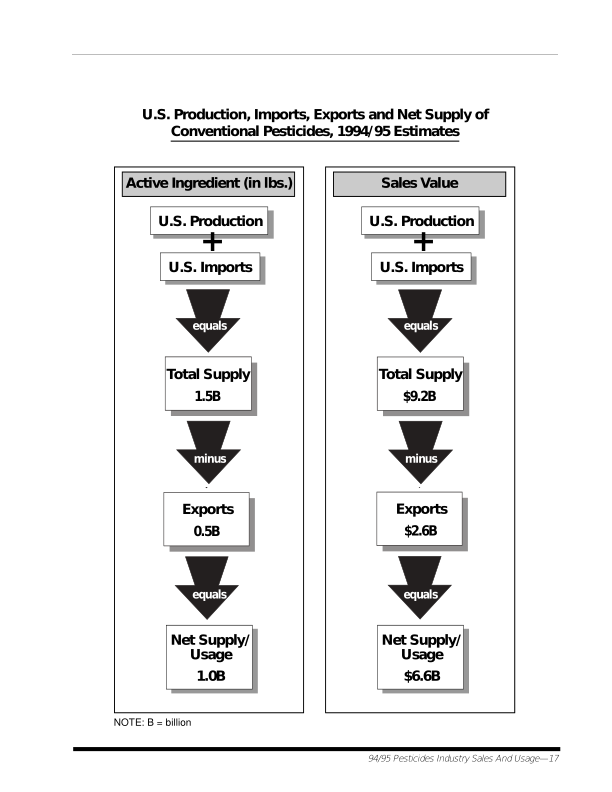 U.S. Production, Imports, Exports and Net Supply of
Conventional Pesticides, 1994/95 Estimates
Active Ingredient (in lbs.)
U.S. Production
+
U.S. Imports
equals
Total Supply
1.5B
minus
Exports
0.5B
equals
Net Supply/
Usage
1.0B
Sales Value
U.S. Production
+
U.S. Imports
equals
Total Supply
$9.2B
minus
Exports
$2.6B
equals
Net Supply/
Usage
$6.6B
NOTE: B = billion
94/95 Pesticides Industry Sales And Usage—17